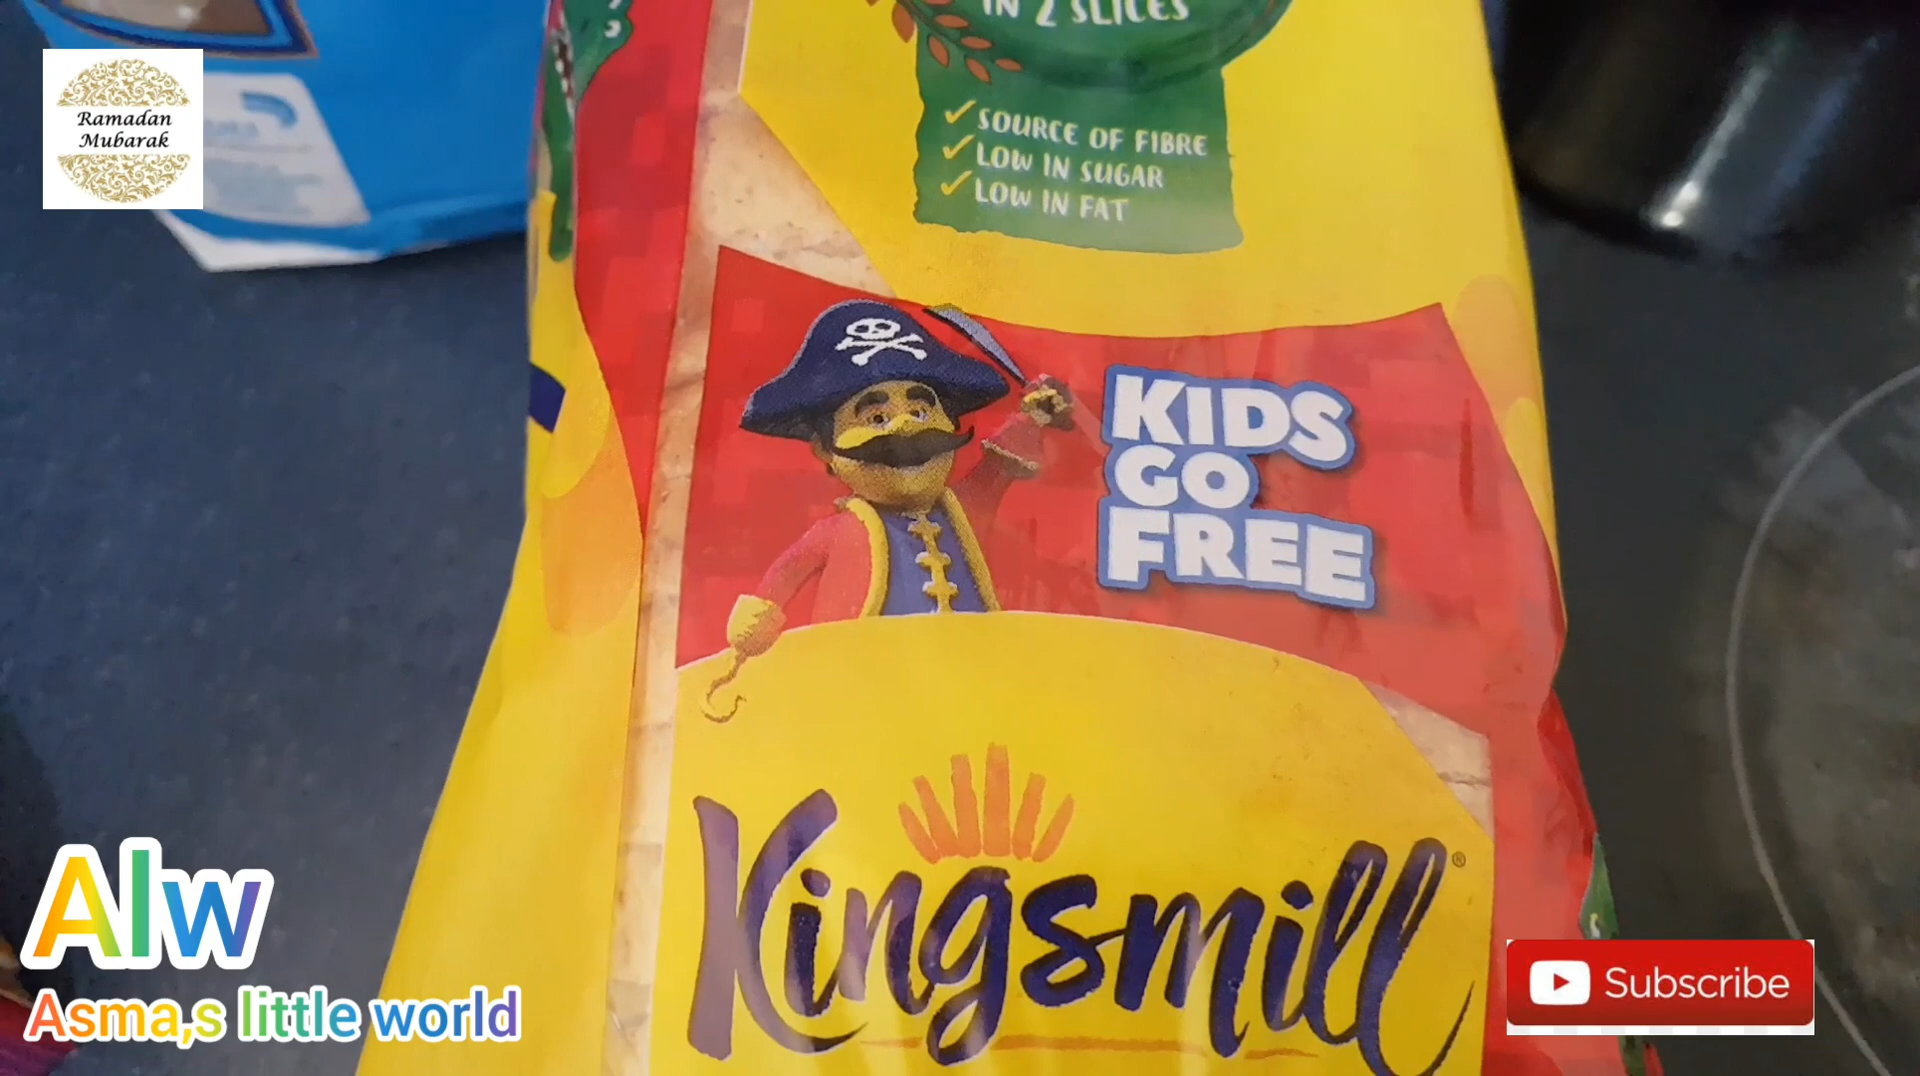 IN 2 SLICES
✓ SOURCE OF FIBRE
✓ LOW IN SUGAR
✓ LOW IN FAT
Ramadan
Mubarak
KIDS
GO
FREE
Kingsmill®
Alw
Asma,s little world
Subscribe